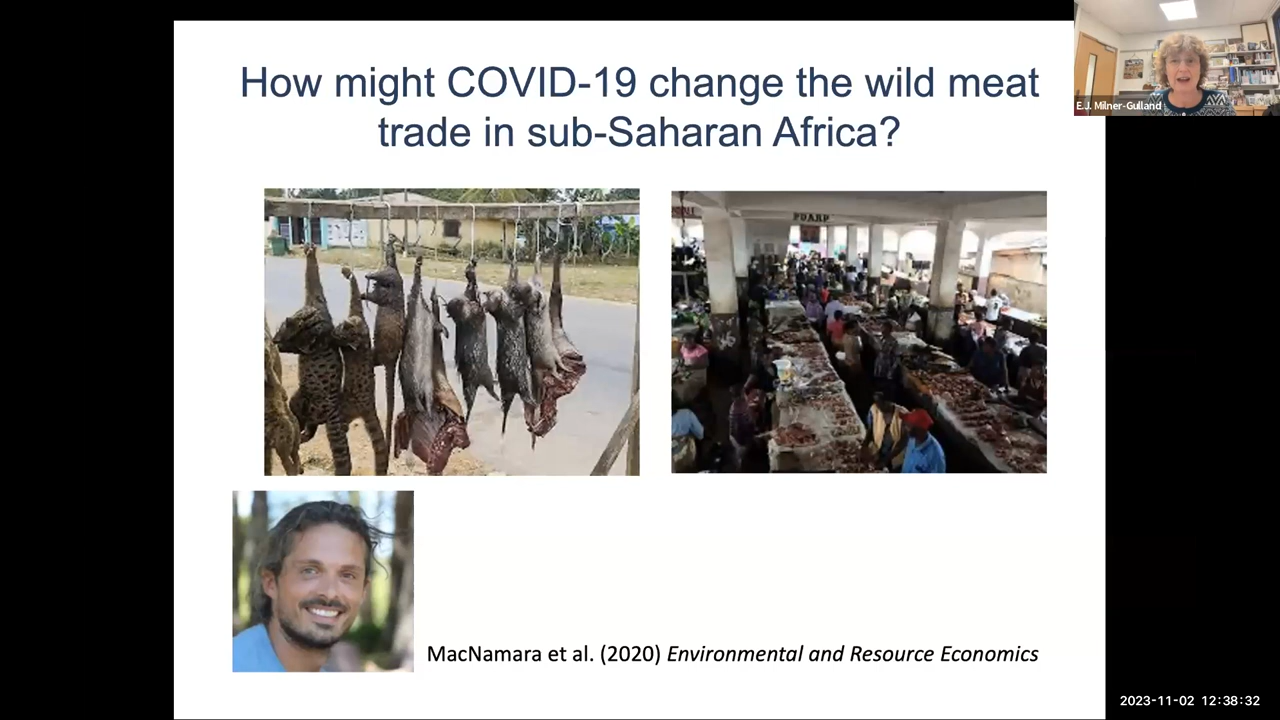 How might COVID-19 change the wild meat
trade in sub-Saharan Africa?
E.J. Milner-Gulland
MacNamara et al. (2020) Environmental and Resource Economics
2023-11-02 12:38:32